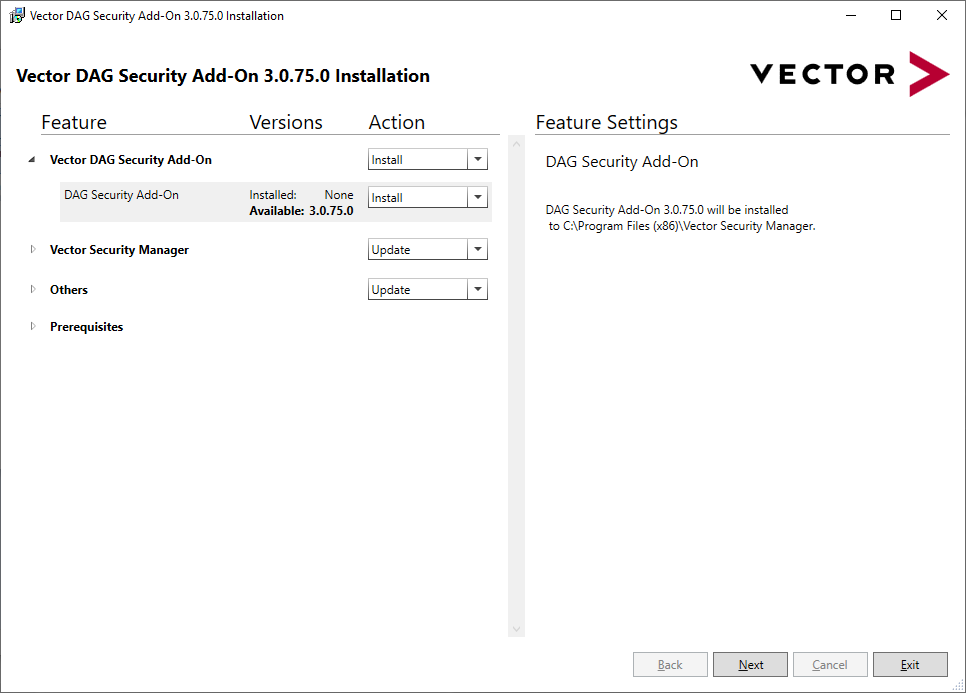 Vector DAG Security Add-On 3.0.75.0 Installation
Vector DAG Security Add-On 3.0.75.0 Installation
VECTOR
Feature Versions Action
Vector DAG Security Add-On Install
DAG Security Add-On Installed: None Install
Available: 3.0.75.0
Vector Security Manager Update
Others Update
Prerequisites
Feature Settings
DAG Security Add-On
DAG Security Add-On 3.0.75.0 will be installed
to C:\Program Files (x86)\Vector Security Manager.
Back Next Cancel Exit